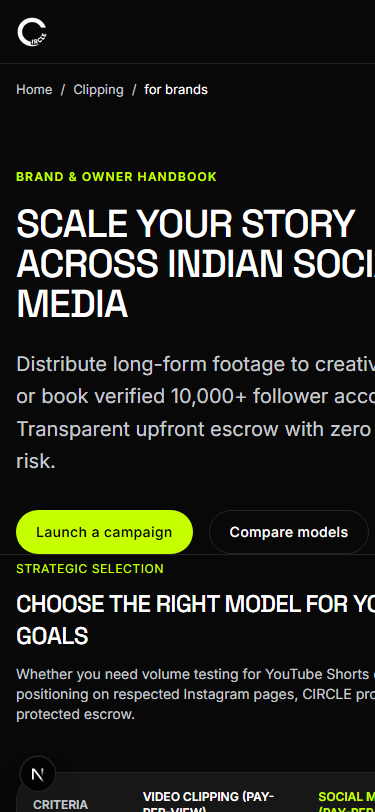 CIRCLE
Home / Clipping / for brands
BRAND & OWNER HANDBOOK
SCALE YOUR STORY
ACROSS INDIAN SOCI
MEDIA
Distribute long-form footage to creativ
or book verified 10,000+ follower acco
Transparent upfront escrow with zero
risk.
Launch a campaign
Compare models
STRATEGIC SELECTION
CHOOSE THE RIGHT MODEL FOR YO
GOALS
Whether you need volume testing for YouTube Shorts
positioning on respected Instagram pages, CIRCLE pro
protected escrow.
N
CRITERIA
VIDEO CLIPPING (PAY-
PER-VIEW)
SOCIAL M
(PAY-PER